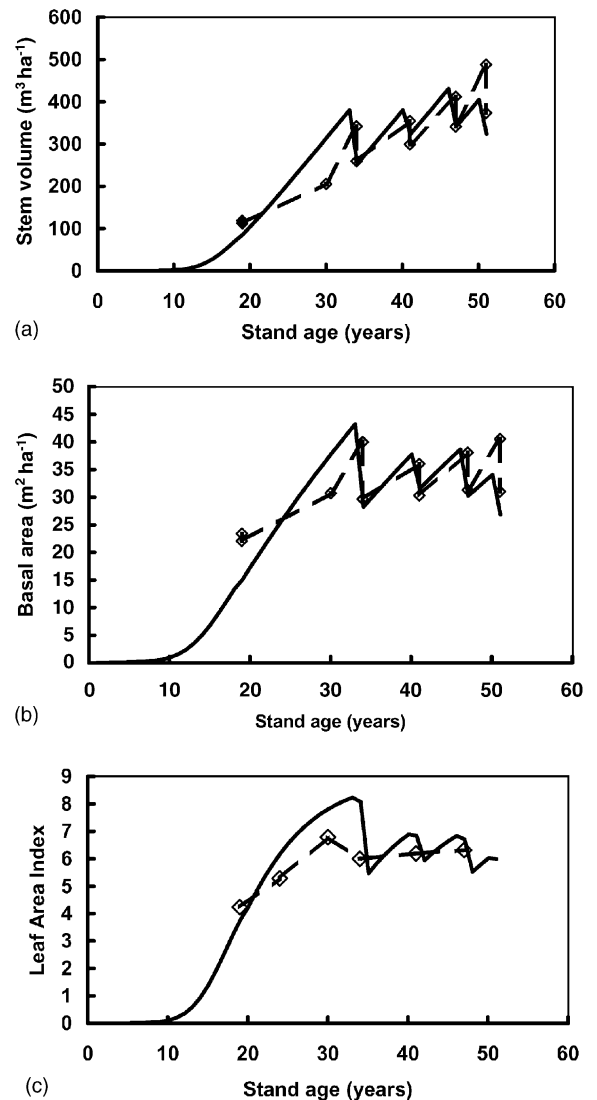 Stem volume (m³ ha⁻¹)
600
500
400
300
200
100
0
0 10 20 30 40 50 60
Stand age (years)
(a)
Basal area (m² ha⁻¹)
50
45
40
35
30
25
20
15
10
5
0
0 10 20 30 40 50 60
Stand age (years)
(b)
Leaf Area Index
9
8
7
6
5
4
3
2
1
0
0 10 20 30 40 50 60
Stand age (years)
(c)